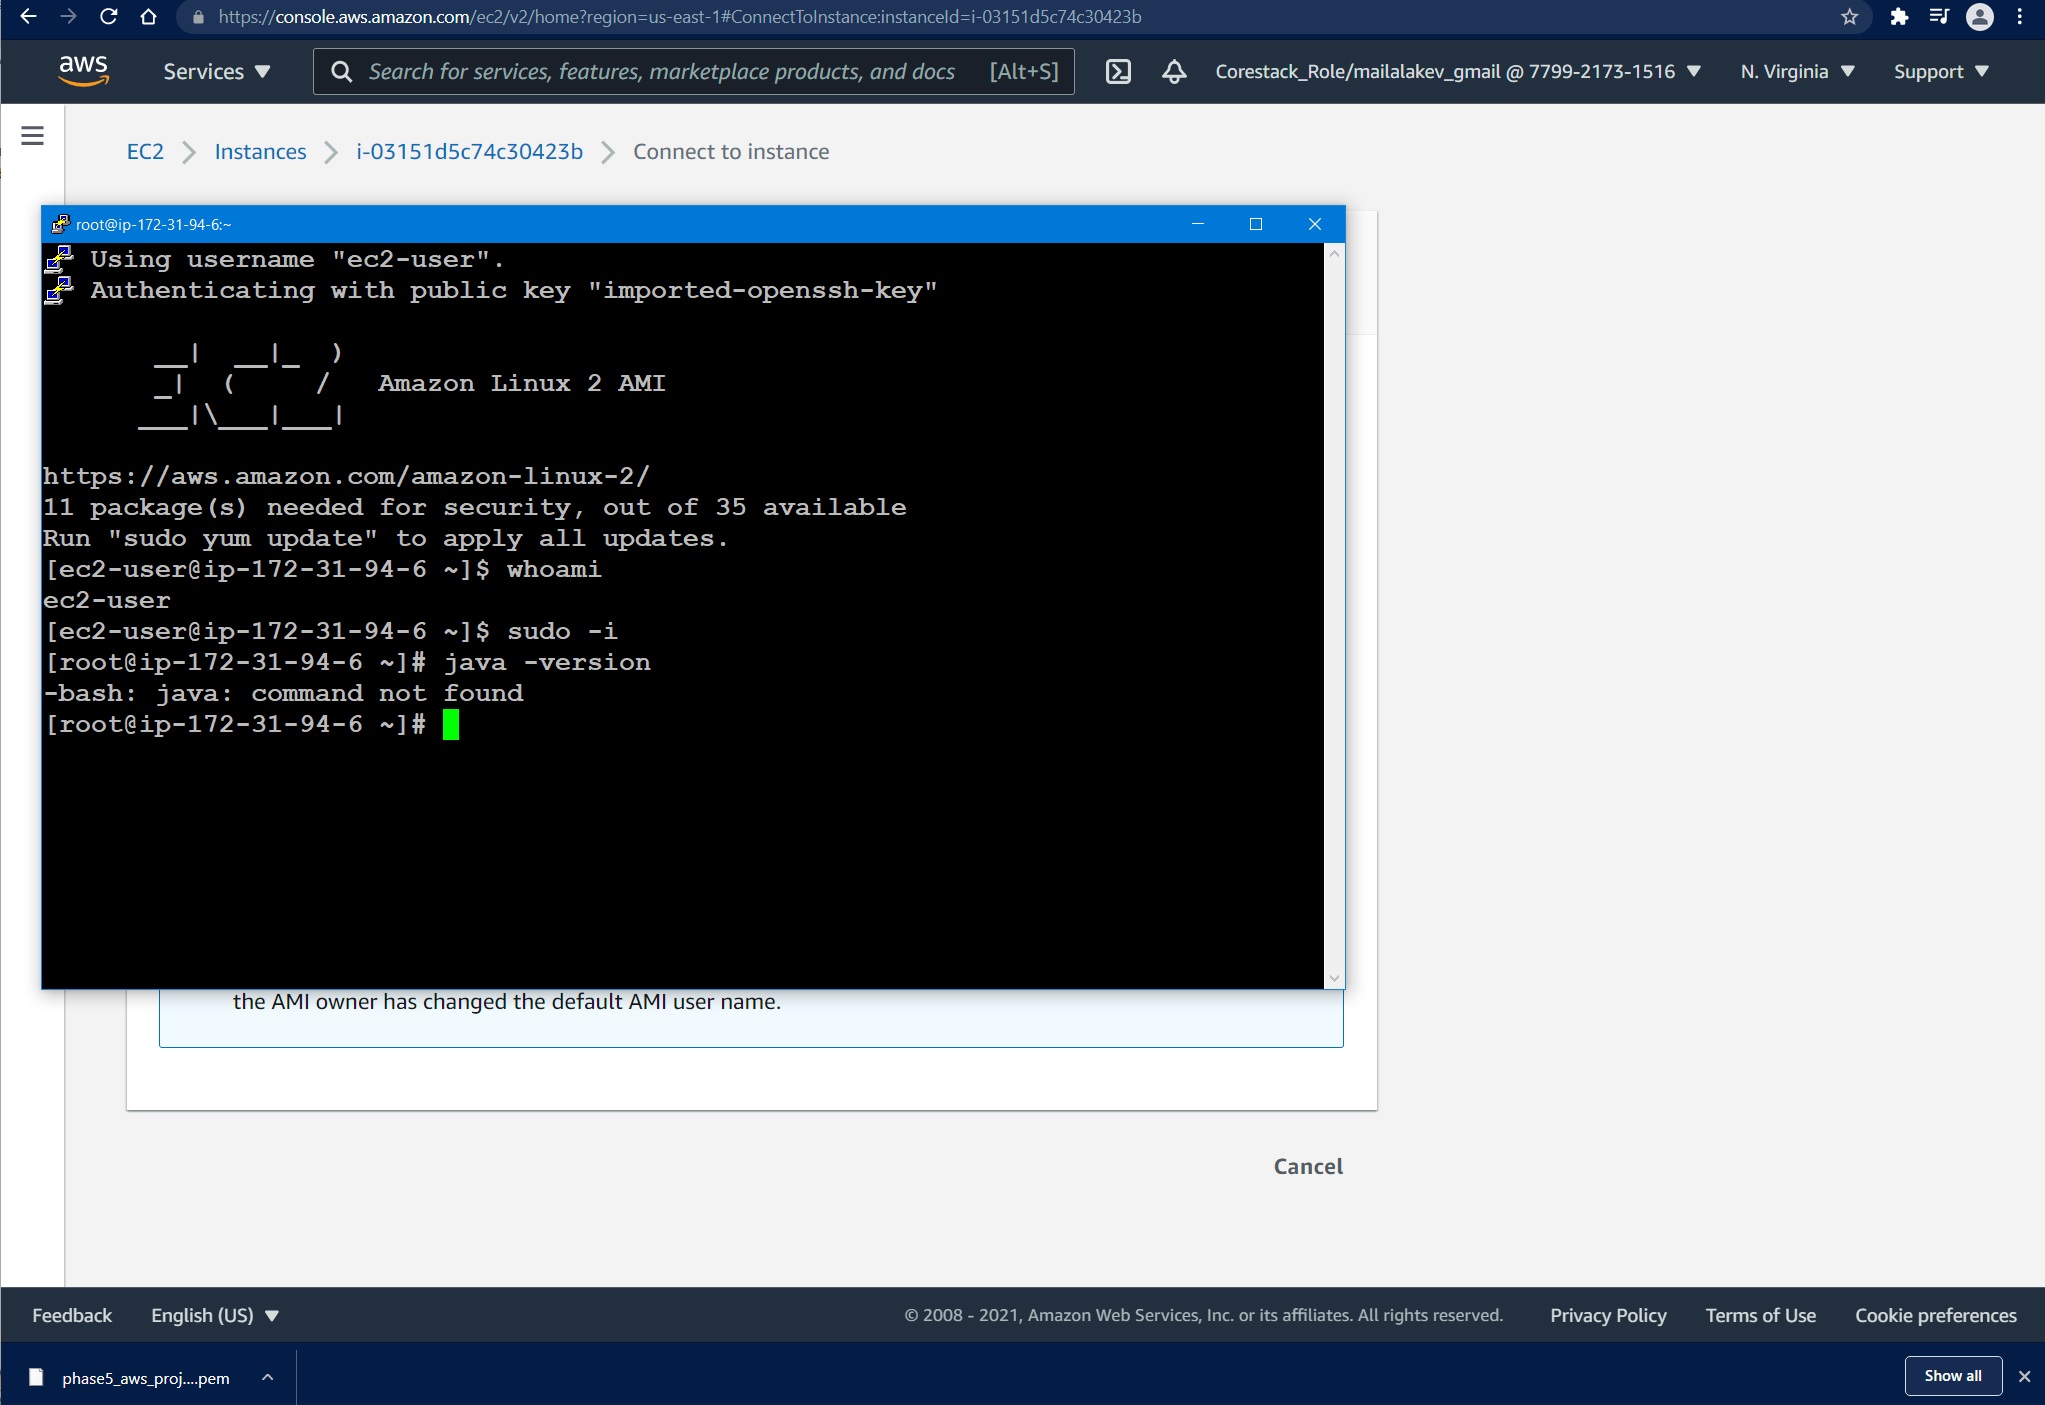 https://console.aws.amazon.com/ec2/v2/home?region=us-east-1#ConnectToInstance:instanceId=i-03151d5c74c30423b
aws
Services
Search for services, features, marketplace products, and docs [Alt+S]
Corestack_Role/mailalakev_gmail @ 7799-2173-1516
N. Virginia
Support
EC2 > Instances > i-03151d5c74c30423b > Connect to instance
root@ip-172-31-94-6:~
Using username "ec2-user".
Authenticating with public key "imported-openssh-key"
__| __|_ )
_| ( / Amazon Linux 2 AMI
___|\___|___|
https://aws.amazon.com/amazon-linux-2/
11 package(s) needed for security, out of 35 available
Run "sudo yum update" to apply all updates.
[ec2-user@ip-172-31-94-6 ~]$ whoami
ec2-user
[ec2-user@ip-172-31-94-6 ~]$ sudo -i
[root@ip-172-31-94-6 ~]# java -version
-bash: java: command not found
[root@ip-172-31-94-6 ~]#
the AMI owner has changed the default AMI user name.
Cancel
Feedback
English (US)
© 2008 - 2021, Amazon Web Services, Inc. or its affiliates. All rights reserved.
Privacy Policy
Terms of Use
Cookie preferences
phase5_aws_proj....pem
Show all